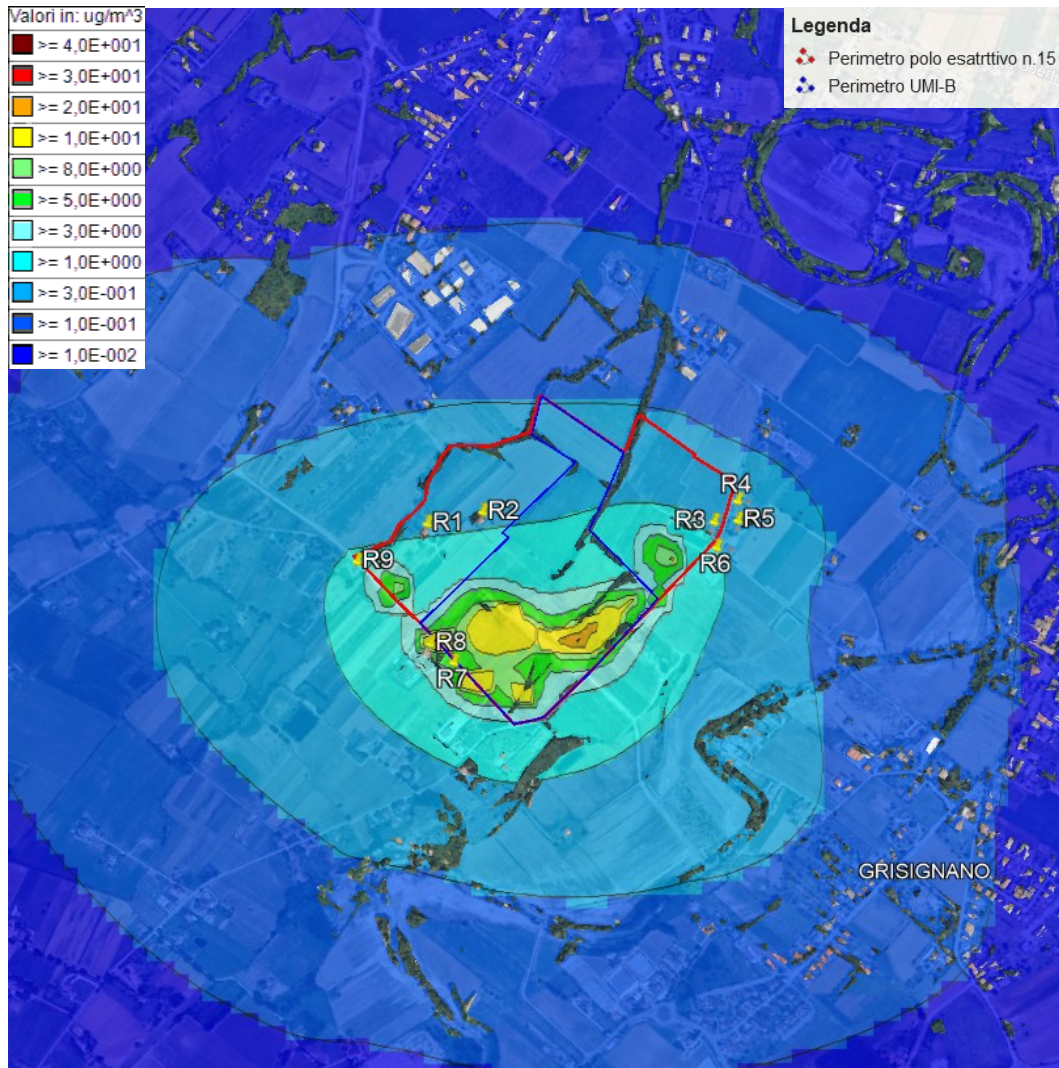 Valori in: ug/m^3
>= 4,0E+001
>= 3,0E+001
>= 2,0E+001
>= 1,0E+001
>= 8,0E+000
>= 5,0E+000
>= 3,0E+000
>= 1,0E+000
>= 3,0E-001
>= 1,0E-001
>= 1,0E-002
Legenda
Perimetro polo esatrttivo n.15
Perimetro UMI-B
R4
R2
R1
R3
R5
R9
R6
R8
R7
GRISIGNANO